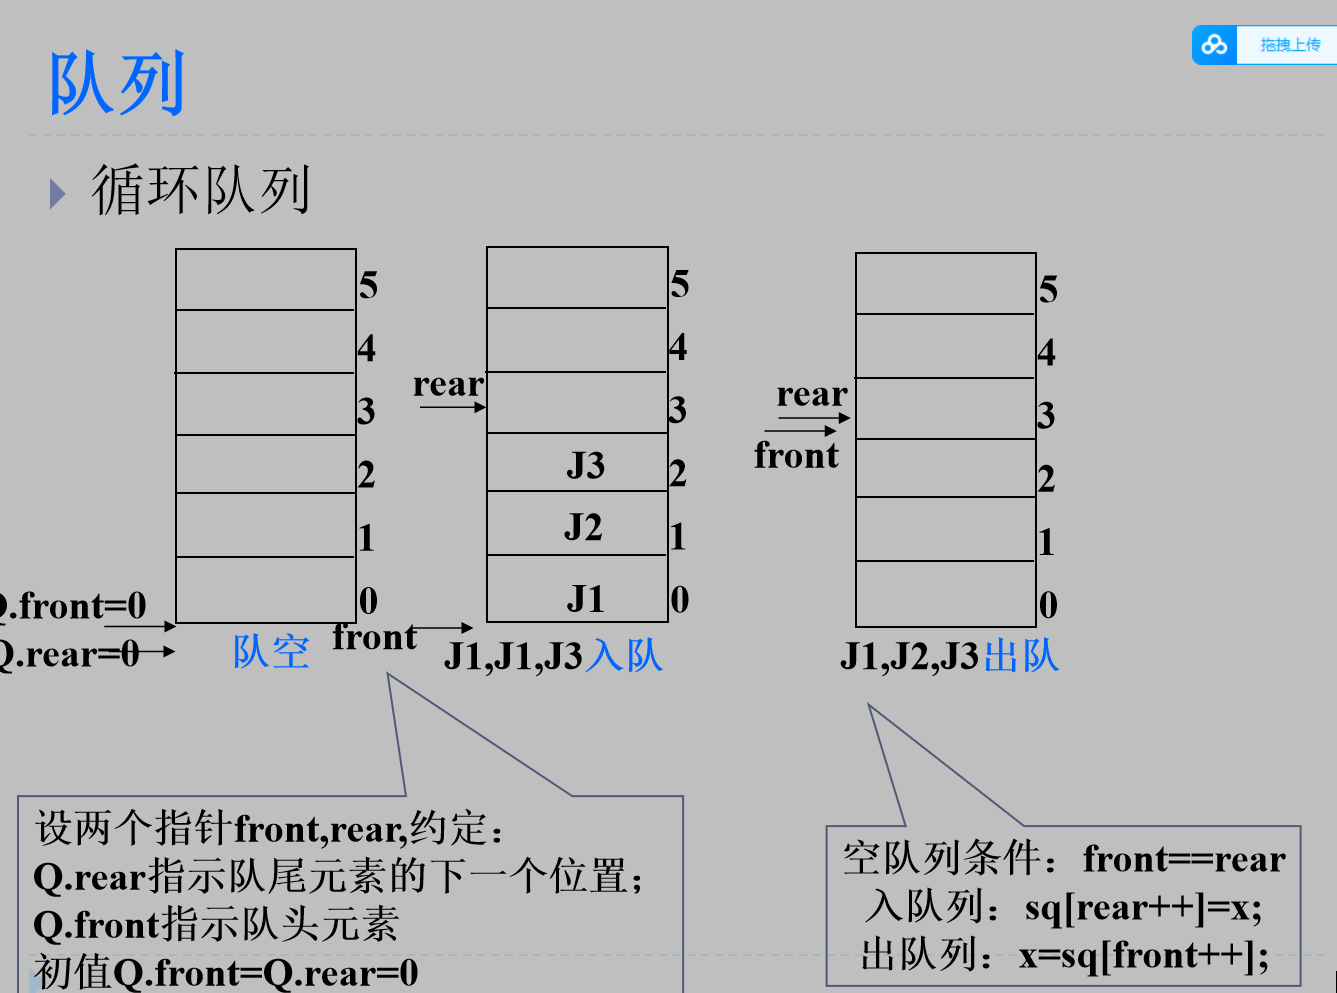 队列
拖拽上传
循环队列
5
4
3
2
1
0
Q.front=0
Q.rear=0
队空
5
4
3
2
1
0
rear
J3
J2
J1
front
J1,J1,J3入队
5
4
3
2
1
0
rear
front
J1,J2,J3出队
设两个指针front,rear,约定：
Q.rear指示队尾元素的下一个位置；
Q.front指示队头元素
初值Q.front=Q.rear=0
空队列条件：front==rear
入队列：sq[rear++]=x;
出队列：x=sq[front++];